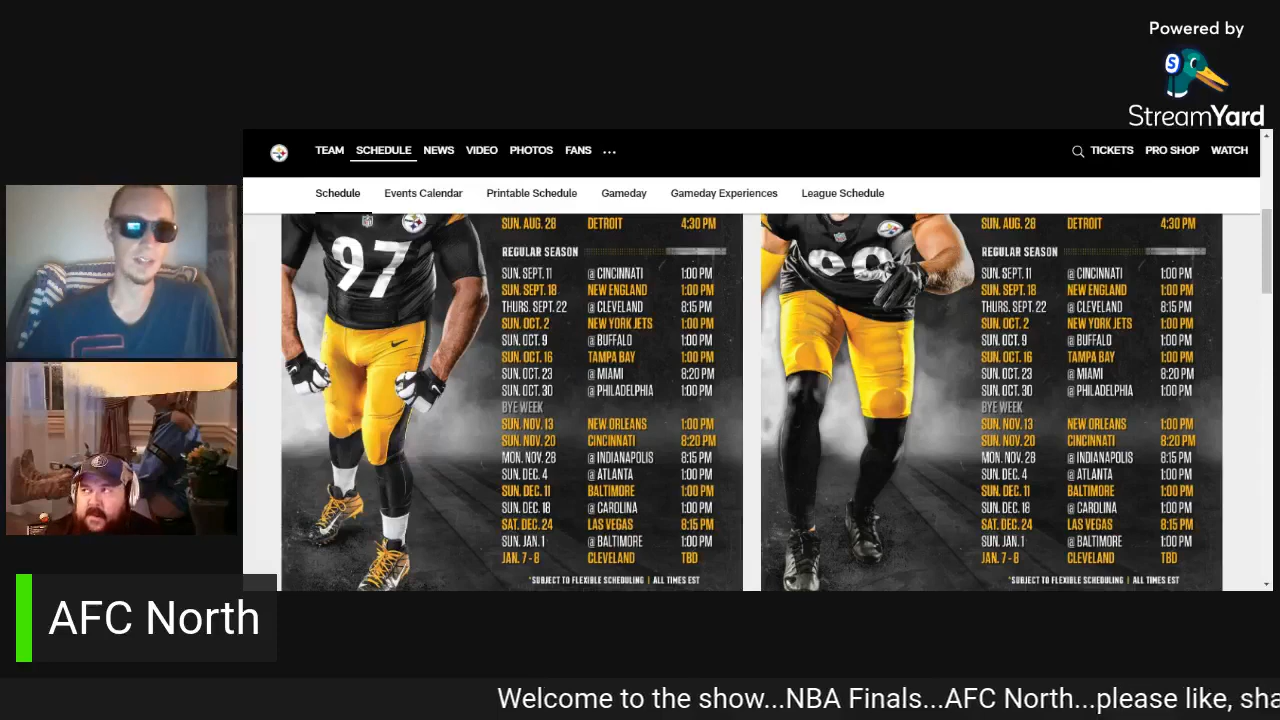 Powered by
S
StreamYard
TEAM SCHEDULE NEWS VIDEO PHOTOS FANS ... TICKETS PRO SHOP WATCH
Schedule Events Calendar Printable Schedule Gameday Gameday Experiences League Schedule
SUN. AUG. 28 DETROIT 4:30 PM
REGULAR SEASON
SUN. SEPT. 11 @ CINCINNATI 1:00 PM
SUN. SEPT. 18 NEW ENGLAND 1:00 PM
THURS. SEPT. 22 @ CLEVELAND 8:15 PM
SUN. OCT. 2 NEW YORK JETS 1:00 PM
SUN. OCT. 9 @ BUFFALO 1:00 PM
SUN. OCT. 16 TAMPA BAY 1:00 PM
SUN. OCT. 23 @ MIAMI 8:20 PM
SUN. OCT. 30 @ PHILADELPHIA 1:00 PM
BYE WEEK
SUN. NOV. 13 NEW ORLEANS 1:00 PM
SUN. NOV. 20 CINCINNATI 8:20 PM
MON. NOV. 28 @ INDIANAPOLIS 8:15 PM
SUN. DEC. 4 @ ATLANTA 1:00 PM
SUN. DEC. 11 BALTIMORE 1:00 PM
SUN. DEC. 18 @ CAROLINA 1:00 PM
SAT. DEC. 24 LAS VEGAS 8:15 PM
SUN. JAN. 1 @ BALTIMORE 1:00 PM
JAN. 7 - 8 CLEVELAND TBD
*SUBJECT TO FLEXIBLE SCHEDULING | ALL TIMES EST
97
SUN. AUG. 28 DETROIT 4:30 PM
REGULAR SEASON
SUN. SEPT. 11 @ CINCINNATI 1:00 PM
SUN. SEPT. 18 NEW ENGLAND 1:00 PM
THURS. SEPT. 22 @ CLEVELAND 8:15 PM
SUN. OCT. 2 NEW YORK JETS 1:00 PM
SUN. OCT. 9 @ BUFFALO 1:00 PM
SUN. OCT. 16 TAMPA BAY 1:00 PM
SUN. OCT. 23 @ MIAMI 8:20 PM
SUN. OCT. 30 @ PHILADELPHIA 1:00 PM
BYE WEEK
SUN. NOV. 13 NEW ORLEANS 1:00 PM
SUN. NOV. 20 CINCINNATI 8:20 PM
MON. NOV. 28 @ INDIANAPOLIS 8:15 PM
SUN. DEC. 4 @ ATLANTA 1:00 PM
SUN. DEC. 11 BALTIMORE 1:00 PM
SUN. DEC. 18 @ CAROLINA 1:00 PM
SAT. DEC. 24 LAS VEGAS 8:15 PM
SUN. JAN. 1 @ BALTIMORE 1:00 PM
JAN. 7 - 8 CLEVELAND TBD
*SUBJECT TO FLEXIBLE SCHEDULING | ALL TIMES EST
AFC North
Welcome to the show...NBA Finals...AFC North...please like, sha